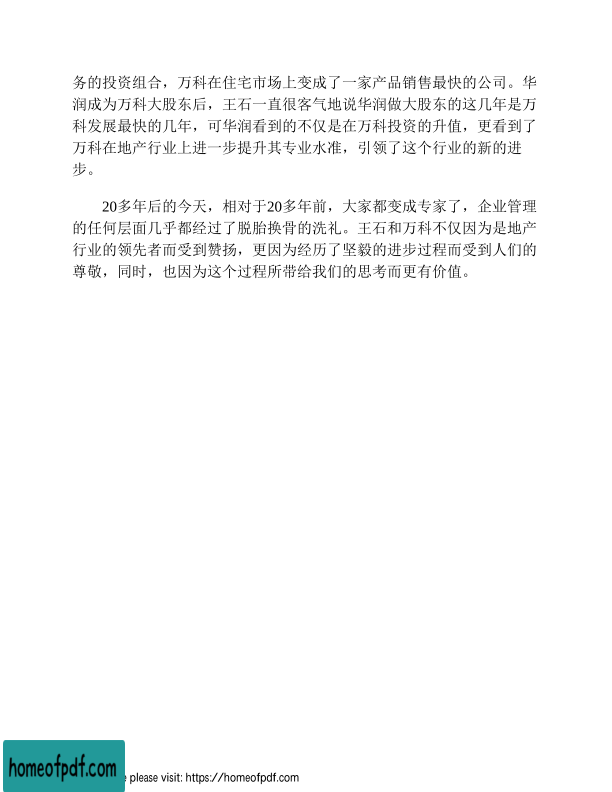 务的投资组合，万科在住宅市场上变成了一家产品销售最快的公司。华
润成为万科大股东后，王石一直很客气地说华润做大股东的这几年是万
科发展最快的几年，可华润看到的不仅是在万科投资的升值，更看到了
万科在地产行业上进一步提升其专业水准，引领了这个行业的新的进
步。
20多年后的今天，相对于20多年前，大家都变成专家了，企业管理
的任何层面几乎都经过了脱胎换骨的洗礼。王石和万科不仅因为是地产
行业的领先者而受到赞扬，更因为经历了坚毅的进步过程而受到人们的
尊敬，同时，也因为这个过程所带给我们的思考而更有价值。
homeofpdf.com
e please visit: https://homeofpdf.com